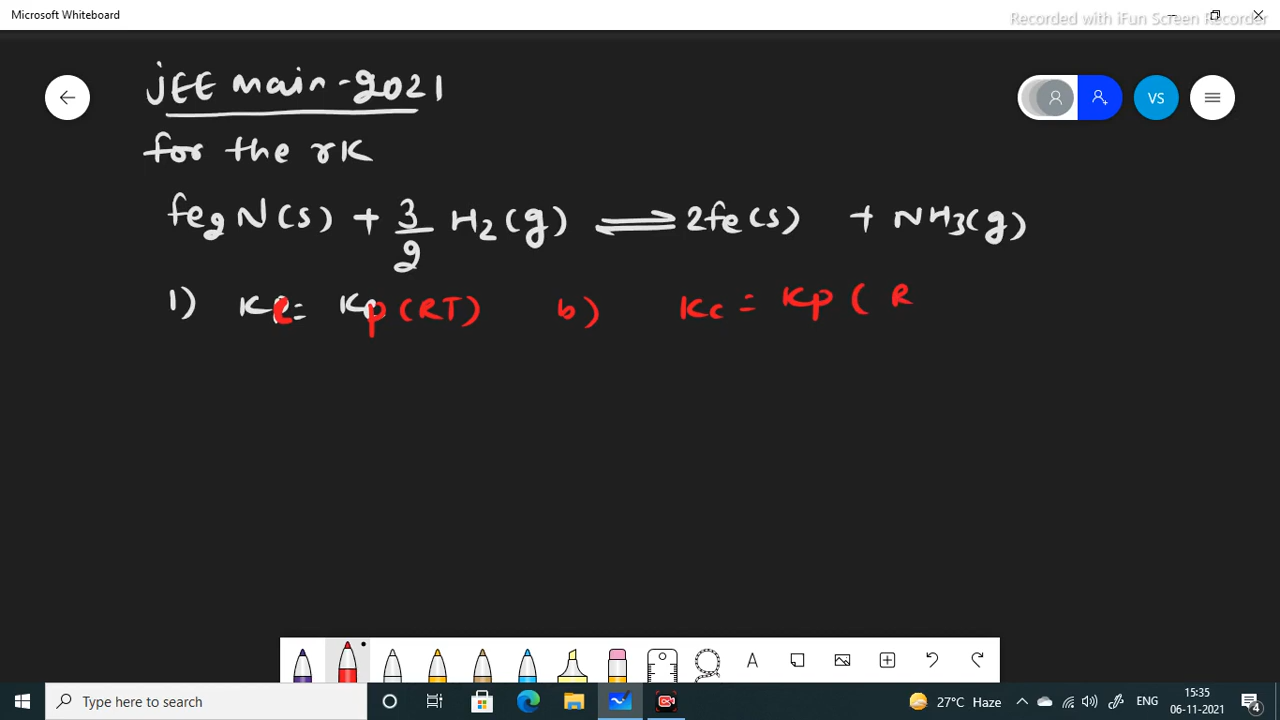 Microsoft Whiteboard
Recorded with iFun Screen Recorder
JEE main-2021
for the rK
fe2N(s) + 3/2 H2(g) ⇌ 2fe(s) + NH3(g)
1) Kc = Kp(RT) b) Kc = Kp ( R
VS
A
Type here to search
27°C Haze
ENG
15:35
06-11-2021
4